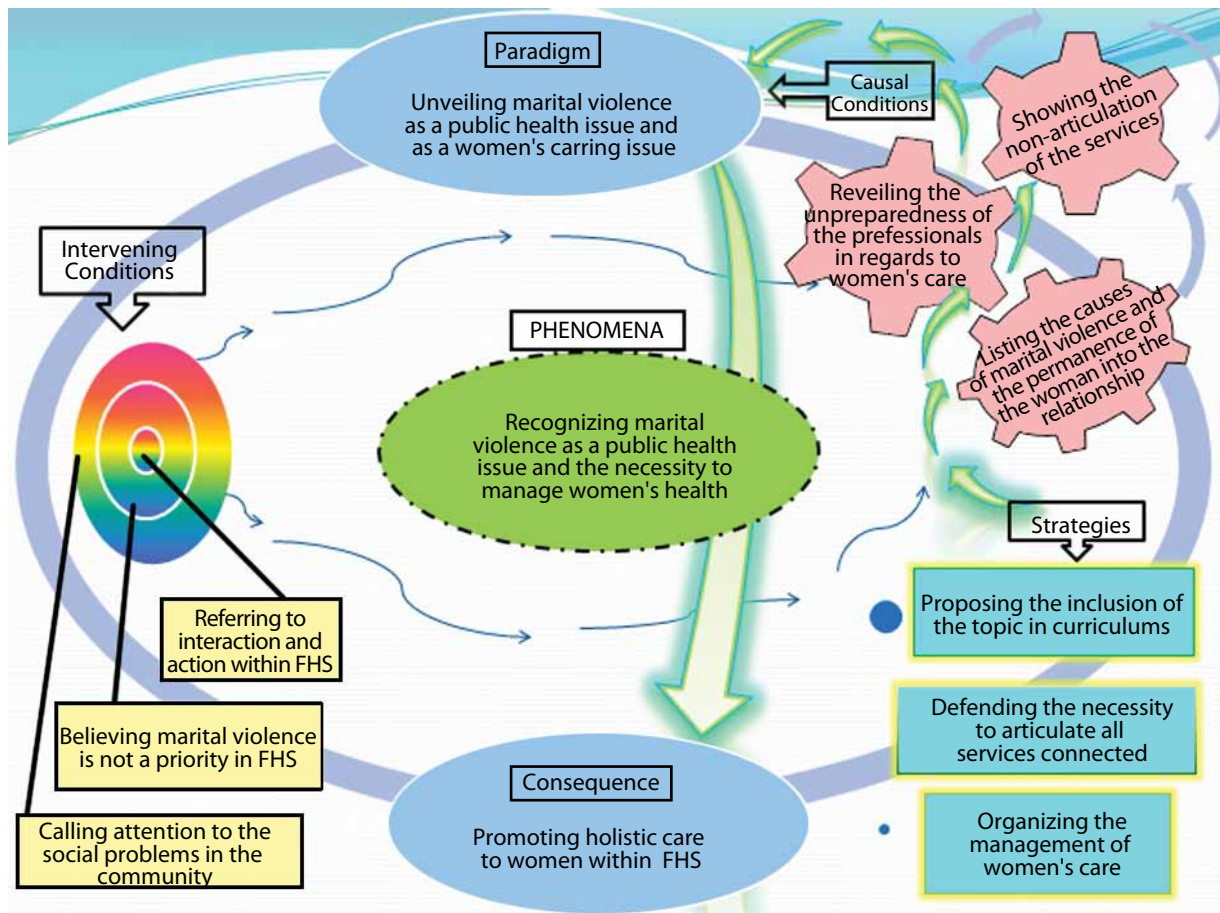 Paradigm
Unveiling marital violence
as a public health issue and
as a women's carring issue
Causal
Conditions
Showing the
non-articulation
of the services
Reveiling the
unpreparedness of
the prefessionals
in regards to
women's care
Listing the causes
of marital violence and
the permanence of
the woman into the
relationship
Intervening
Conditions
PHENOMENA
Recognizing marital
violence as a public health
issue and the necessity to
manage women's health
Strategies
Proposing the inclusion of
the topic in curriculums
Defending the necessity
to articulate all
services connected
Organizing the
management of
women's care
Referring to
interaction and
action within FHS
Believing marital violence
is not a priority in FHS
Calling attention to the
social problems in the
community
Consequence
Promoting holistic care
to women within FHS